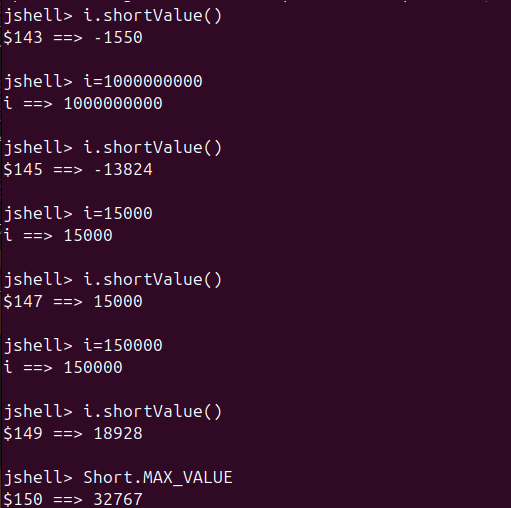 jshell> i.shortValue()
$143 ==> -1550
jshell> i=1000000000
i ==> 1000000000
jshell> i.shortValue()
$145 ==> -13824
jshell> i=15000
i ==> 15000
jshell> i.shortValue()
$147 ==> 15000
jshell> i=150000
i ==> 150000
jshell> i.shortValue()
$149 ==> 18928
jshell> Short.MAX_VALUE
$150 ==> 32767